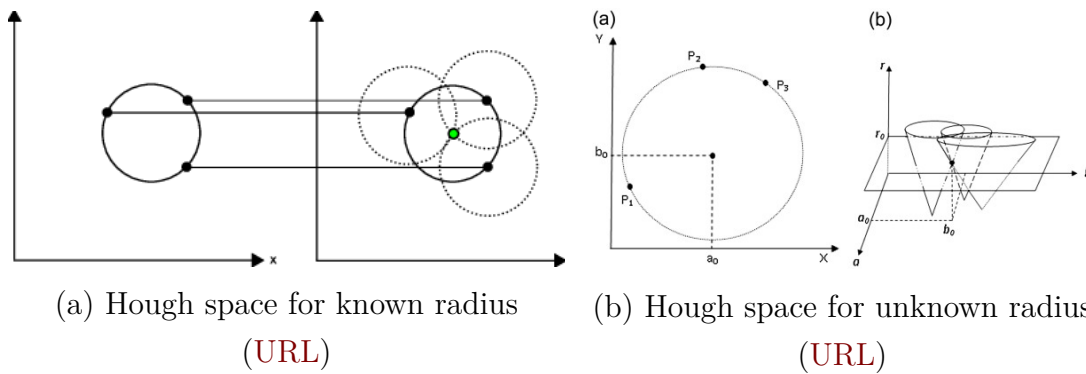 x
(a)
Y
P₂
P₃
b₀
P₁
a₀
X
(b)
r
r₀
a₀
b₀
a
(a) Hough space for known radius
(URL)
(b) Hough space for unknown radius
(URL)